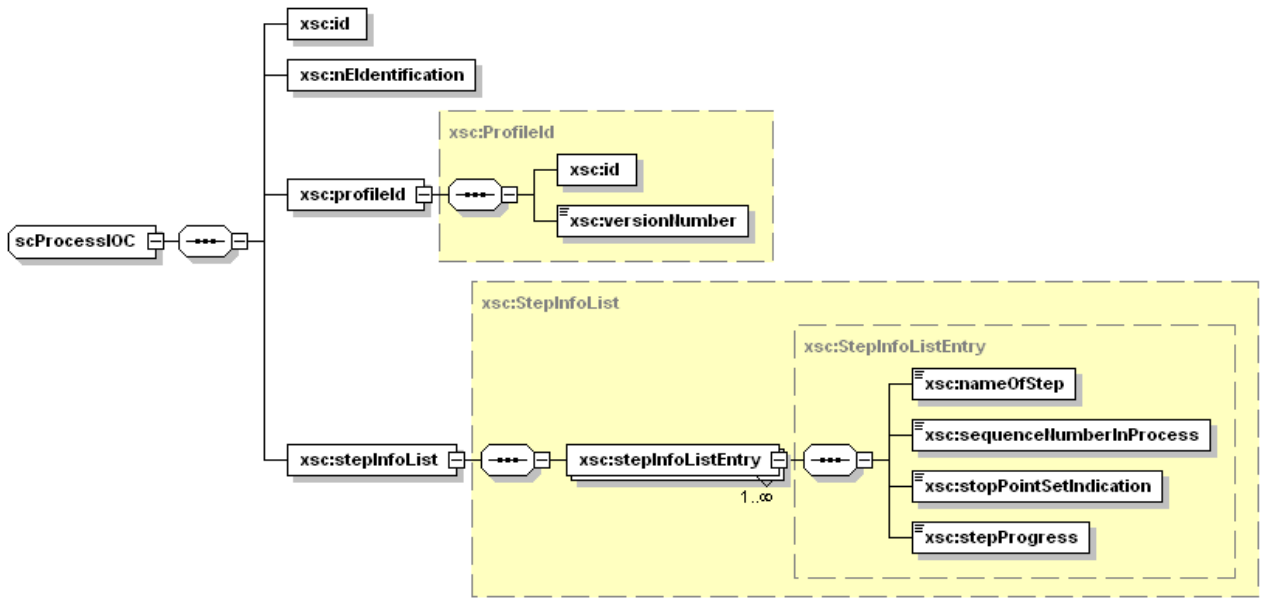 xsc:id
xsc:nEIdentification
xsc:ProfileId
xsc:id
xsc:profileId
xsc:versionNumber
scProcessIOC
xsc:StepInfoList
xsc:StepInfoListEntry
xsc:nameOfStep
xsc:sequenceNumberInProcess
xsc:stepInfoList
xsc:stepInfoListEntry
xsc:stopPointSetIndication
1..∞
xsc:stepProgress